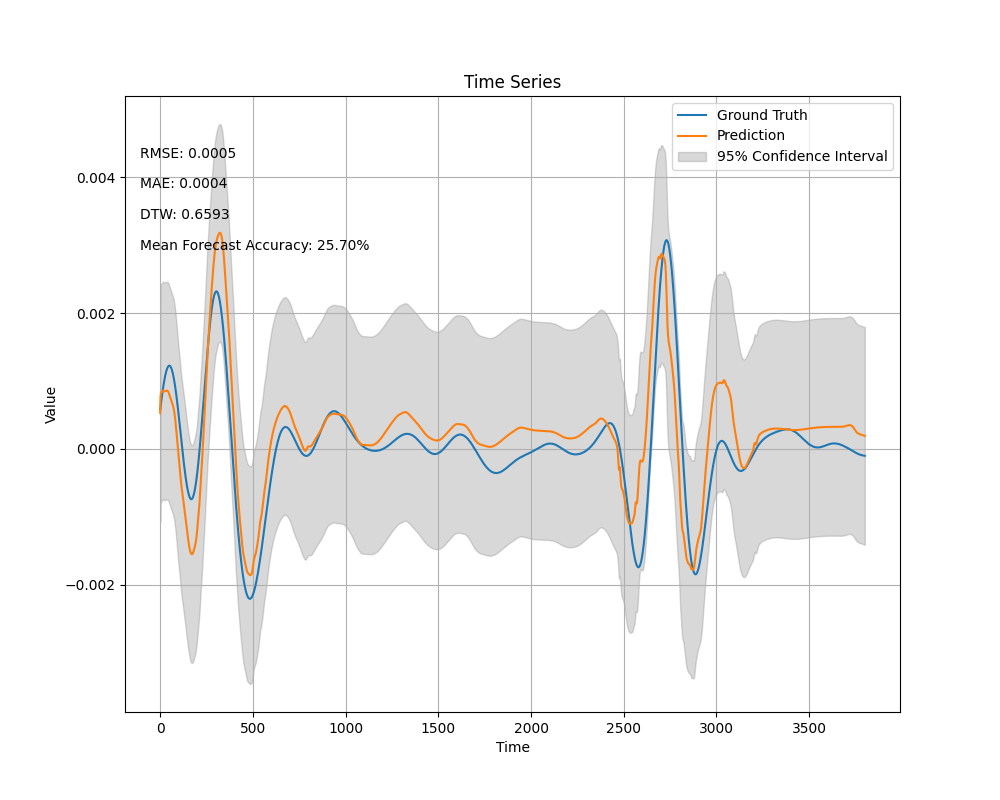 Time Series
Ground Truth
Prediction
95% Confidence Interval
RMSE: 0.0005
MAE: 0.0004
DTW: 0.6593
Mean Forecast Accuracy: 25.70%
Value
0.004
0.002
0.000
−0.002
0 500 1000 1500 2000 2500 3000 3500
Time